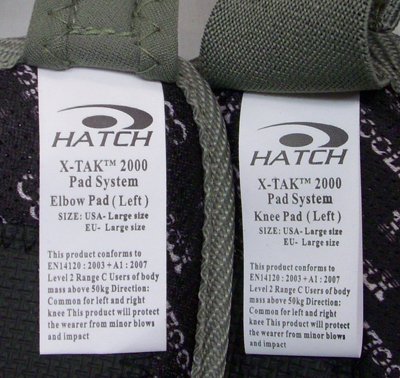 HATCH
X-TAK™ 2000
Pad System
Elbow Pad ( Left )
SIZE: USA- Large size
EU- Large size
This product conforms to
EN14120 : 2003 + A1 : 2007
Level 2 Range C Users of body
mass above 50kg Direction:
Common for left and right
knee This product will protect
the wearer from minor blows
and impact
HATCH
X-TAK™ 2000
Pad System
Knee Pad ( Left )
SIZE: USA- Large size
EU- Large size
This product conforms to
EN14120 : 2003 + A1 : 2007
Level 2 Range C Users of body
mass above 50kg Direction:
Common for left and right
knee This product will protect
the wearer from minor blows
and impact